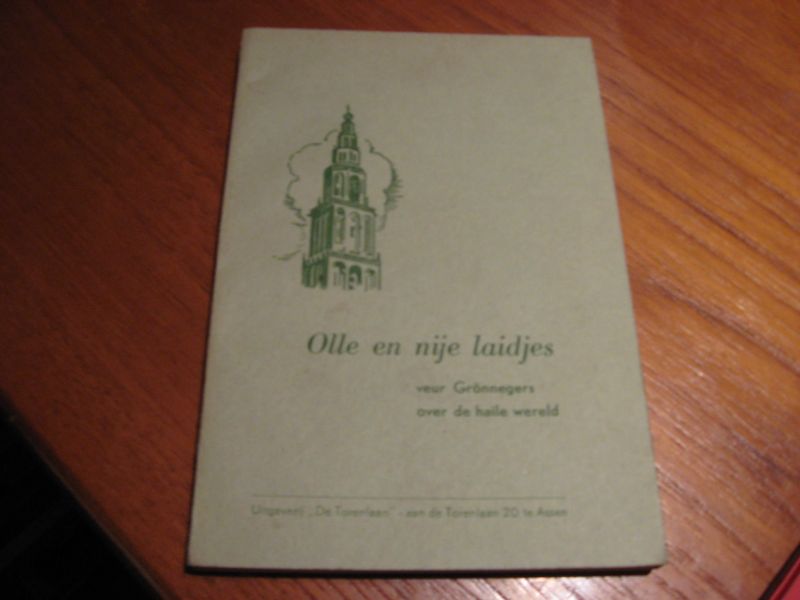 Olle en nije laidjes
veur Grönnegers
over de haile wereld
Uitgeverij „De Torenlaan" - aan de Torenlaan 20 te Assen